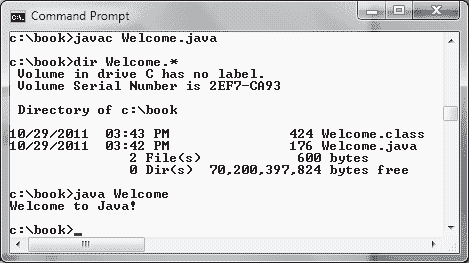 Command Prompt
c:\book>javac Welcome.java
c:\book>dir Welcome.*
Volume in drive C has no label.
Volume Serial Number is 2EF7-CA93
Directory of c:\book
10/29/2011 03:43 PM 424 Welcome.class
10/29/2011 03:42 PM 176 Welcome.java
2 File(s) 600 bytes
0 Dir(s) 70,200,397,824 bytes free
c:\book>java Welcome
Welcome to Java!
c:\book>_